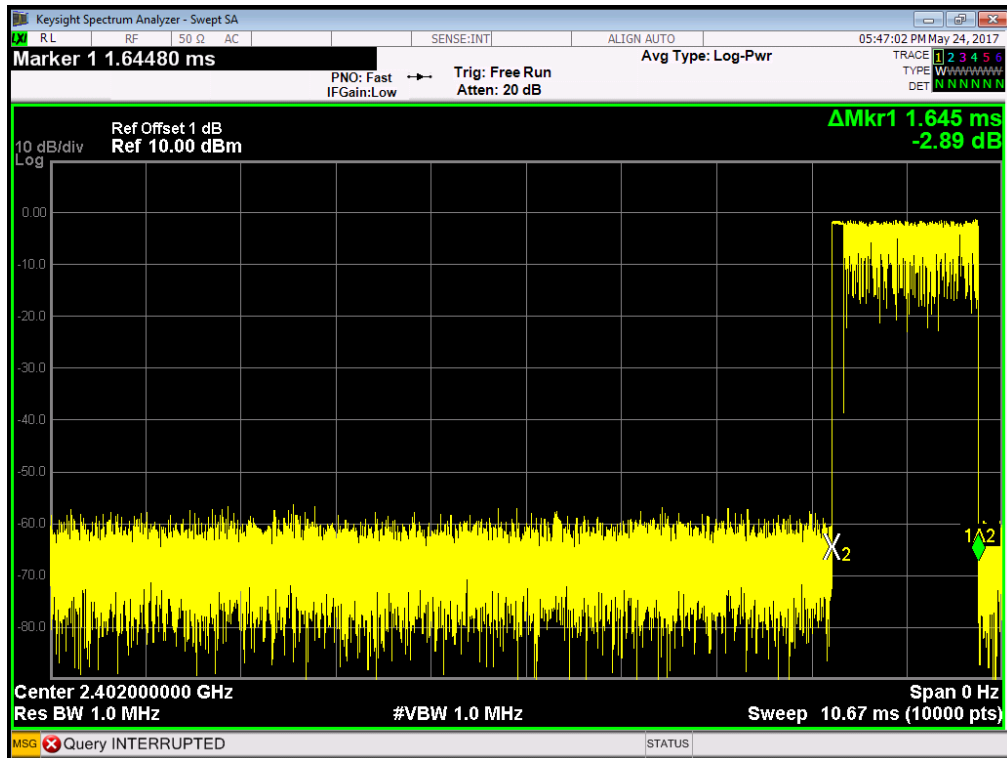 Keysight Spectrum Analyzer - Swept SA
LXI RL RF 50 Ω AC SENSE:INT ALIGN AUTO 05:47:02 PM May 24, 2017
Marker 1 1.64480 ms
PNO: Fast
IFGain:Low
Trig: Free Run
Atten: 20 dB
Avg Type: Log-Pwr
TRACE 1 2 3 4 5 6
TYPE WWWWWW
DET N N N N N N
ΔMkr1 1.645 ms
-2.89 dB
Ref Offset 1 dB
10 dB/div Ref 10.00 dBm
Log
0.00
-10.0
-20.0
-30.0
-40.0
-50.0
-60.0
1Δ2
X2
-70.0
-80.0
Center 2.402000000 GHz Span 0 Hz
Res BW 1.0 MHz #VBW 1.0 MHz Sweep 10.67 ms (10000 pts)
MSG Query INTERRUPTED STATUS